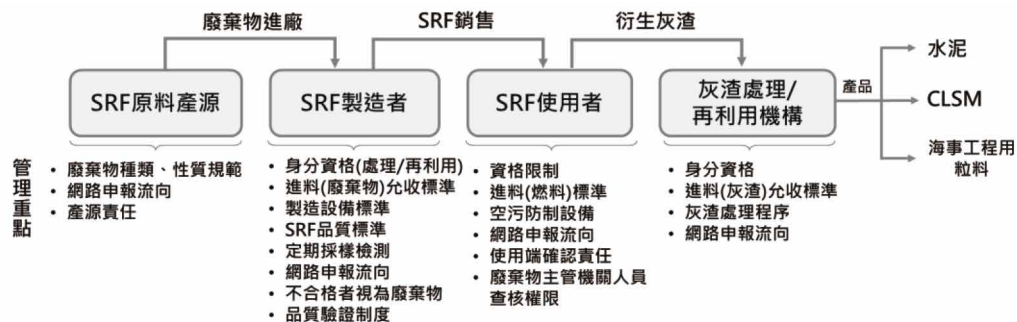 廢棄物進廠
SRF銷售
衍生灰渣
SRF原料產源
SRF製造者
SRF使用者
灰渣處理/
再利用機構
產品
水泥
CLSM
海事工程用
粒料
管理重點
• 廢棄物種類、性質規範
• 網路申報流向
• 產源責任
• 身分資格(處理/再利用)
• 進料(廢棄物)允收標準
• 製造設備標準
• SRF品質標準
• 定期採樣檢測
• 網路申報流向
• 不合格者視為廢棄物
• 品質驗證制度
• 資格限制
• 進料(燃料)標準
• 空污防制設備
• 網路申報流向
• 使用端確認責任
• 廢棄物主管機關人員
查核權限
• 身分資格
• 進料(灰渣)允收標準
• 灰渣處理程序
• 網路申報流向